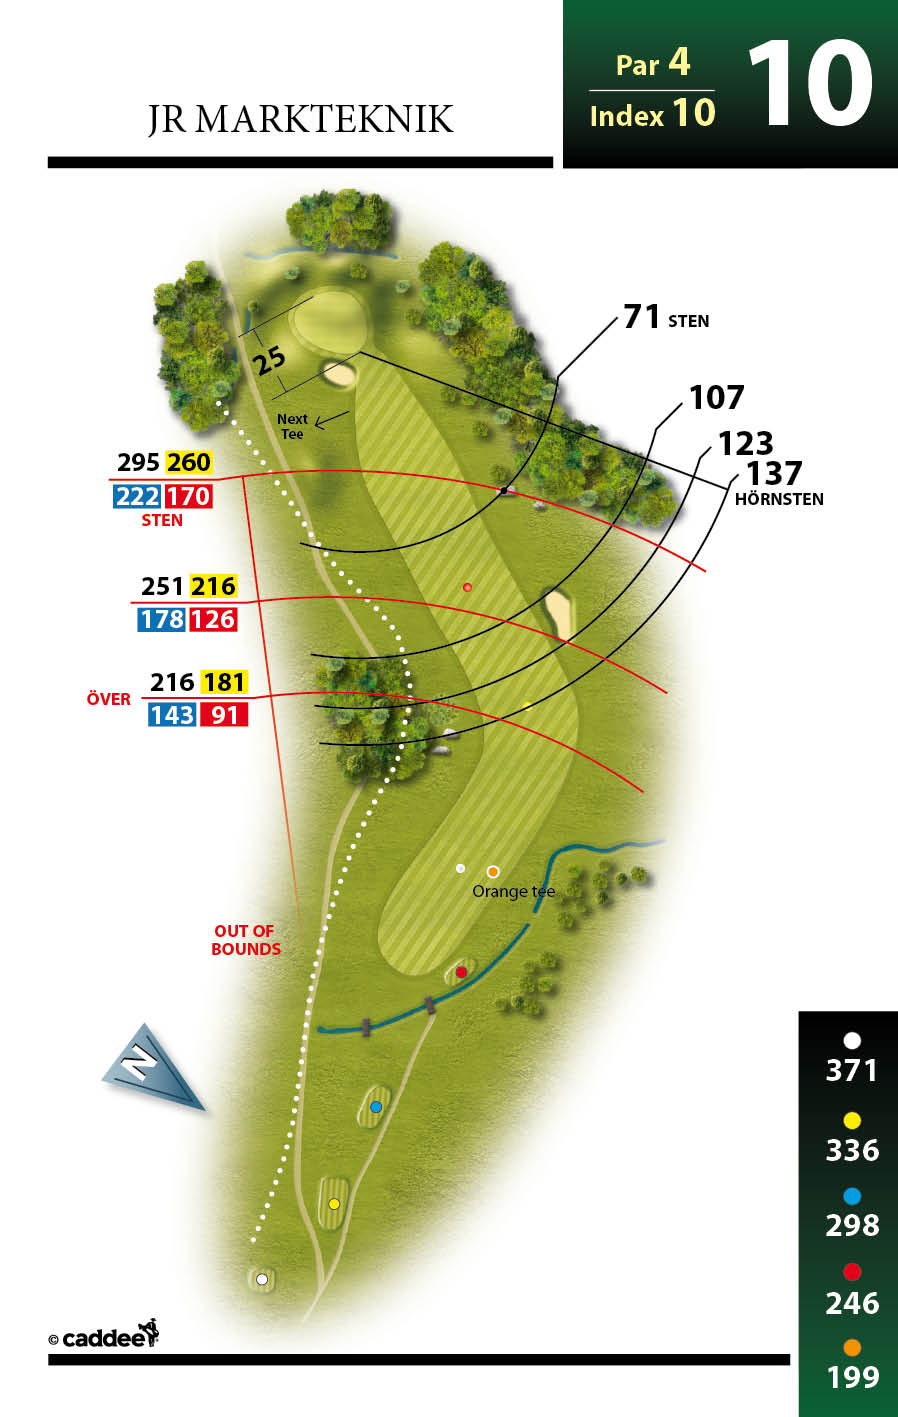 JR MARKTEKNIK
Par 4
Index 10
10
71 STEN
107
123
137
HÖRNSTEN
25
Next
Tee
295 260
222 170
STEN
251 216
178 126
216 181
ÖVER
143 91
Orange tee
OUT OF
BOUNDS
N
371
336
298
246
199
© caddee